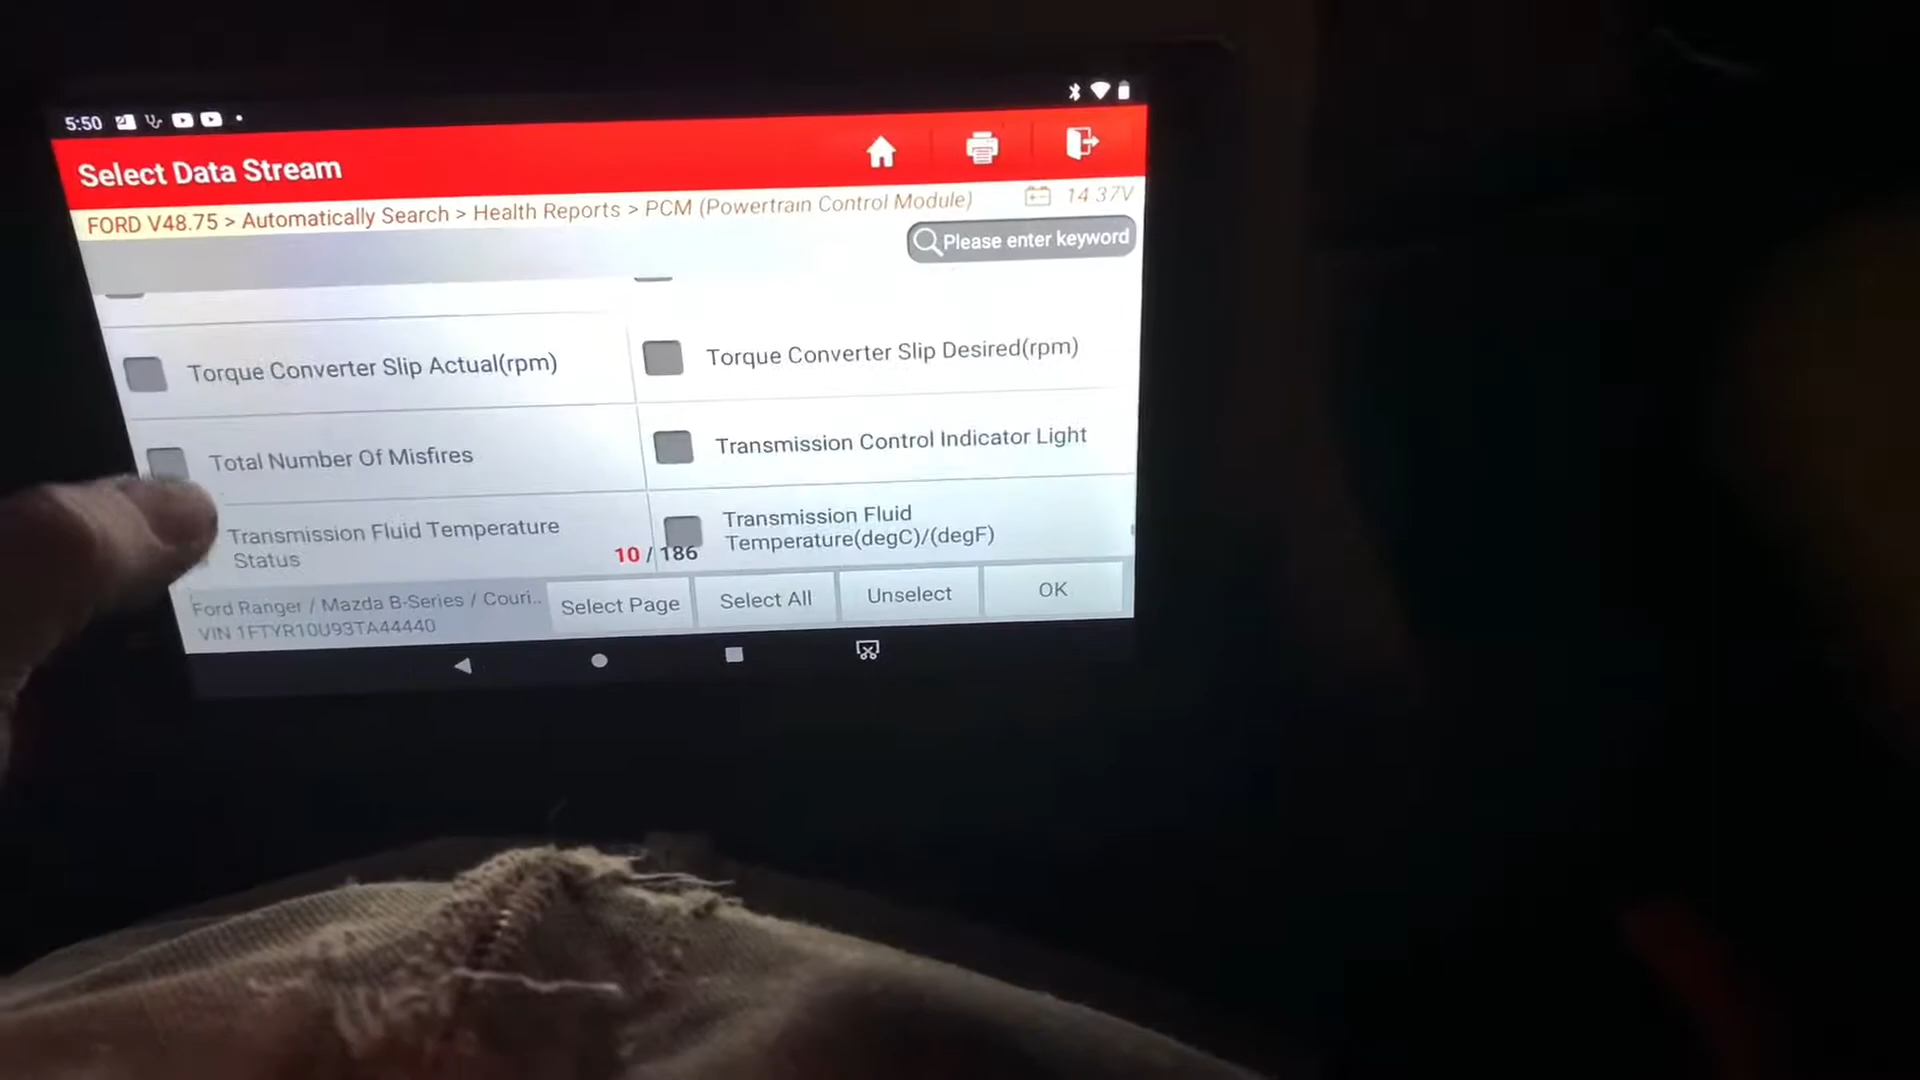 5:50
Select Data Stream
FORD V48.75 > Automatically Search > Health Reports > PCM (Powertrain Control Module)
14.37V
Please enter keyword
Torque Converter Slip Actual(rpm)
Torque Converter Slip Desired(rpm)
Total Number Of Misfires
Transmission Control Indicator Light
Transmission Fluid Temperature
Status
Transmission Fluid
Temperature(degC)/(degF)
10 / 186
Ford Ranger / Mazda B-Series / Couri..
VIN 1FTYR10U93TA44440
Select Page
Select All
Unselect
OK